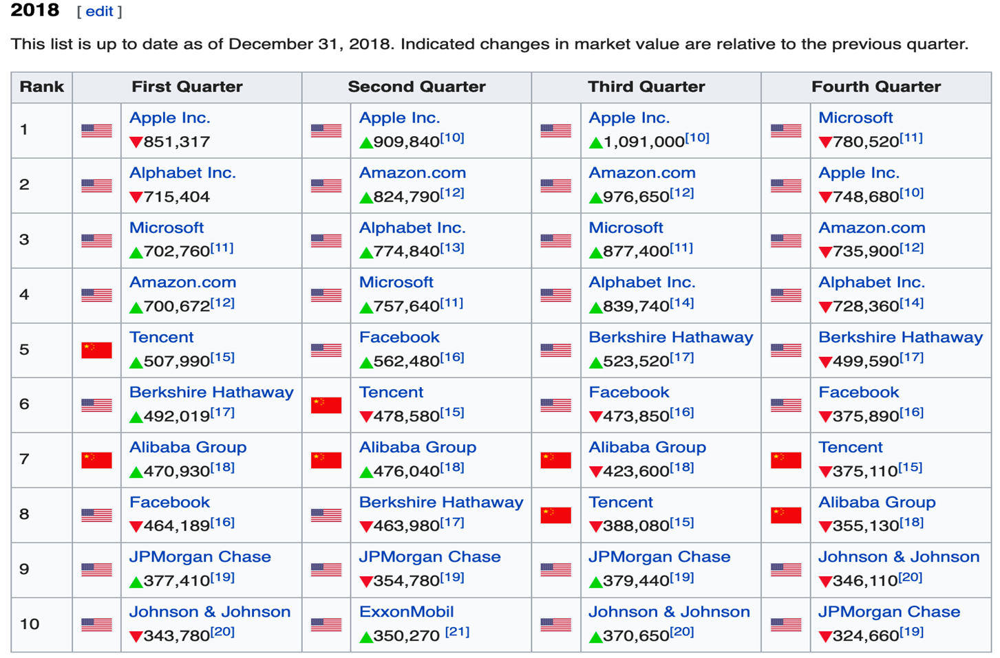 2018 [ edit ]
This list is up to date as of December 31, 2018. Indicated changes in market value are relative to the previous quarter.
Rank First Quarter Second Quarter Third Quarter Fourth Quarter
1 Apple Inc. Apple Inc. Apple Inc. Microsoft
▼851,317 ▲909,840[10] ▲1,091,000[10] ▼780,520[11]
2 Alphabet Inc. Amazon.com Amazon.com Apple Inc.
▼715,404 ▲824,790[12] ▲976,650[12] ▼748,680[10]
3 Microsoft Alphabet Inc. Microsoft Amazon.com
▲702,760[11] ▲774,840[13] ▲877,400[11] ▼735,900[12]
4 Amazon.com Microsoft Alphabet Inc. Alphabet Inc.
▲700,672[12] ▲757,640[11] ▲839,740[14] ▼728,360[14]
5 Tencent Facebook Berkshire Hathaway Berkshire Hathaway
▲507,990[15] ▲562,480[16] ▲523,520[17] ▼499,590[17]
6 Berkshire Hathaway Tencent Facebook Facebook
▲492,019[17] ▼478,580[15] ▼473,850[16] ▼375,890[16]
7 Alibaba Group Alibaba Group Alibaba Group Tencent
▲470,930[18] ▲476,040[18] ▼423,600[18] ▼375,110[15]
8 Facebook Berkshire Hathaway Tencent Alibaba Group
▼464,189[16] ▼463,980[17] ▼388,080[15] ▼355,130[18]
9 JPMorgan Chase JPMorgan Chase JPMorgan Chase Johnson & Johnson
▲377,410[19] ▼354,780[19] ▲379,440[19] ▼346,110[20]
10 Johnson & Johnson ExxonMobil Johnson & Johnson JPMorgan Chase
▼343,780[20] ▲350,270 [21] ▲370,650[20] ▼324,660[19]